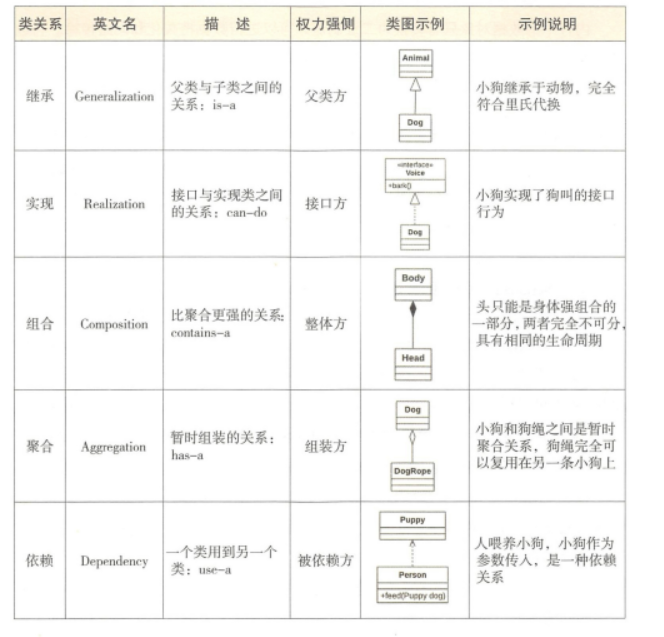 类关系 英文名 描 述 权力强侧 类图示例 示例说明
继承 Generalization 父类与子类之间的
关系：is-a
父类方
Animal
Dog
小狗继承于动物，完全
符合里氏代换
实现 Realization 接口与实现类之间
的关系：can-do
接口方
«interface»
Voice
+bark()
Dog
小狗实现了狗叫的接口
行为
组合 Composition 比聚合更强的关系：
contains-a
整体方
Body
Head
头只能是身体强组合的
一部分，两者完全不可分，
具有相同的生命周期
聚合 Aggregation 暂时组装的关系：
has-a
组装方
Dog
DogRope
小狗和狗绳之间是暂时
聚合关系，狗绳完全可
以复用在另一条小狗上
依赖 Dependency 一个类用到另一个
类：use-a
被依赖方
Puppy
Person
+feed(Puppy dog)
人喂养小狗，小狗作为
参数传入，是一种依赖
关系